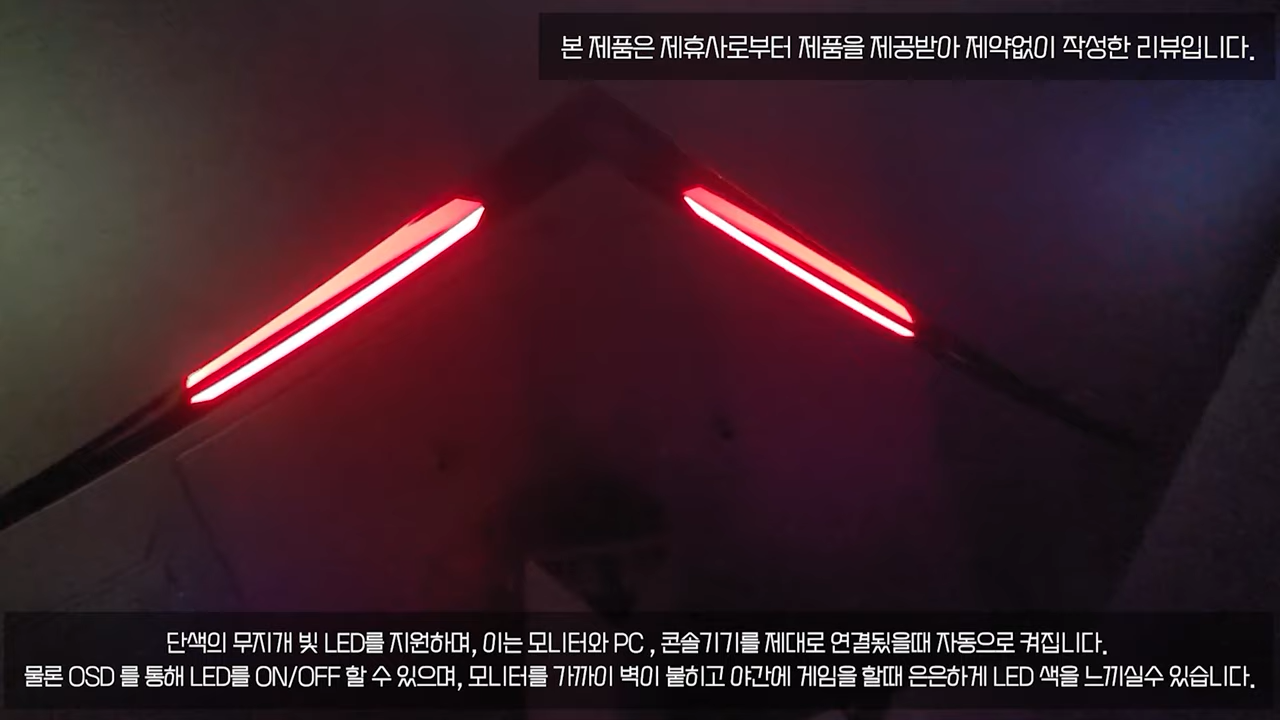 본 제품은 제휴사로부터 제품을 제공받아 제약없이 작성한 리뷰입니다.
단색의 무지개 빛 LED를 지원하며, 이는 모니터와 PC , 콘솔기기를 제대로 연결됬을때 자동으로 켜집니다.
물론 OSD 를 통해 LED를 ON/OFF 할 수 있으며, 모니터를 가까이 벽이 붙히고 야간에 게임을 할때 은은하게 LED 색을 느끼실수 있습니다.